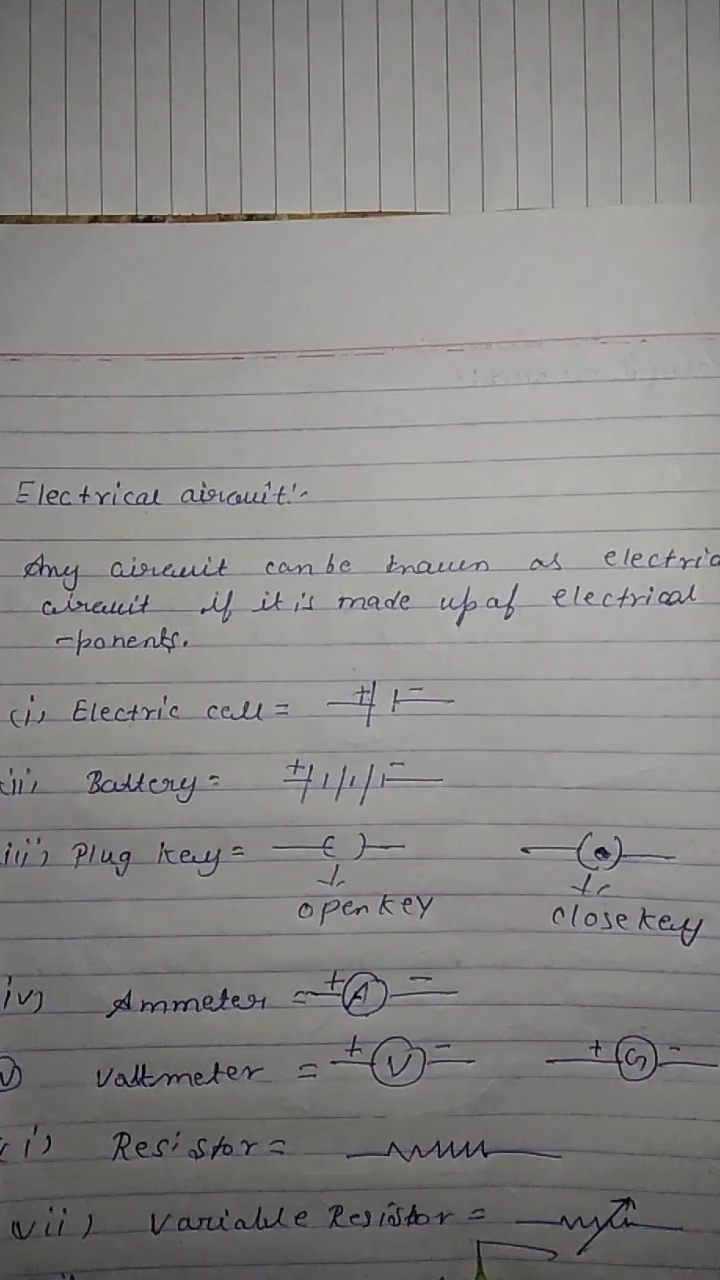 Electrical circuit:-
Any circuit can be known as electric
circuit if it is made up of electrical
-ponents.
(i) Electric cell = + -
ii) Battery = + -
iii) Plug key =
open key close key
iv) Ammeter = + A -
v) Voltmeter = + V - + G -
i) Resistor =
vii) Variable Resistor =